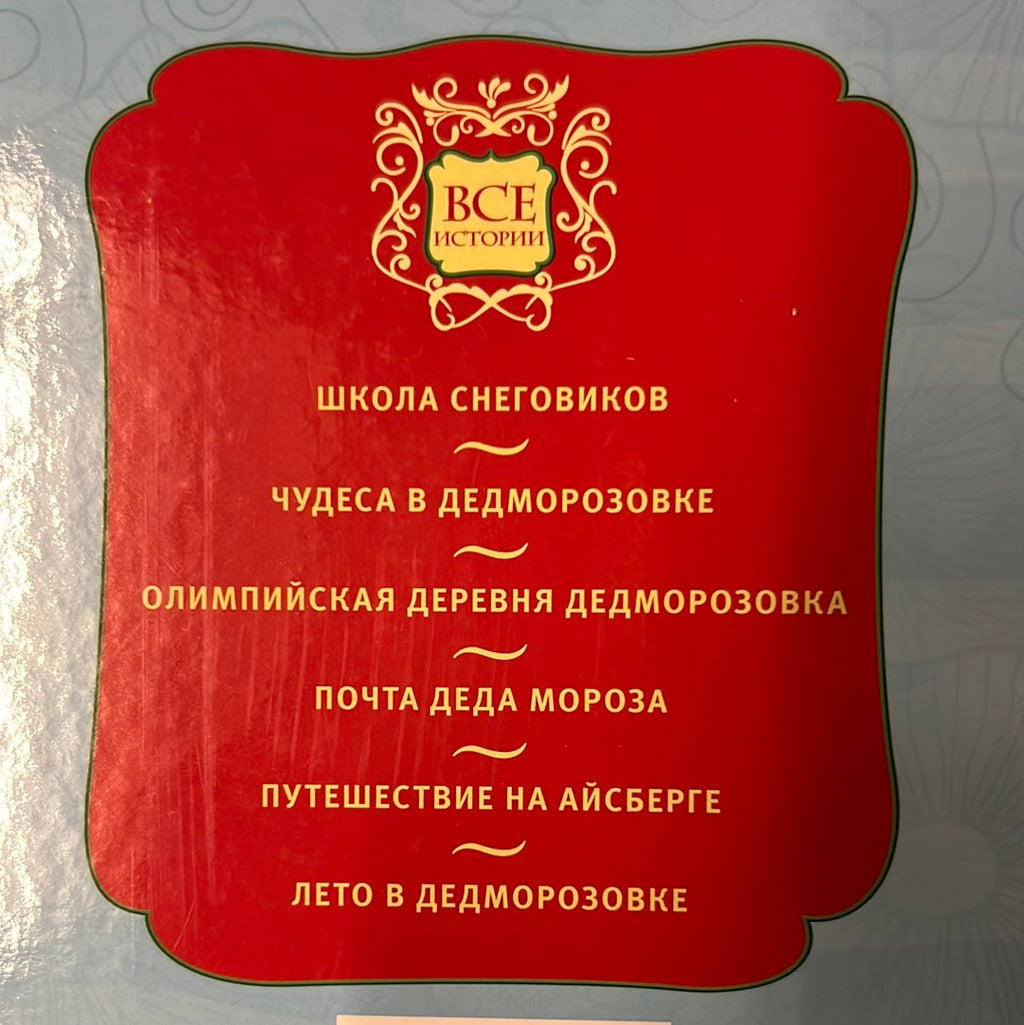 ВСЕ
ИСТОРИИ
ШКОЛА СНЕГОВИКОВ
ЧУДЕСА В ДЕДМОРОЗОВКЕ
ОЛИМПИЙСКАЯ ДЕРЕВНЯ ДЕДМОРОЗОВКА
ПОЧТА ДЕДА МОРОЗА
ПУТЕШЕСТВИЕ НА АЙСБЕРГЕ
ЛЕТО В ДЕДМОРОЗОВКЕ